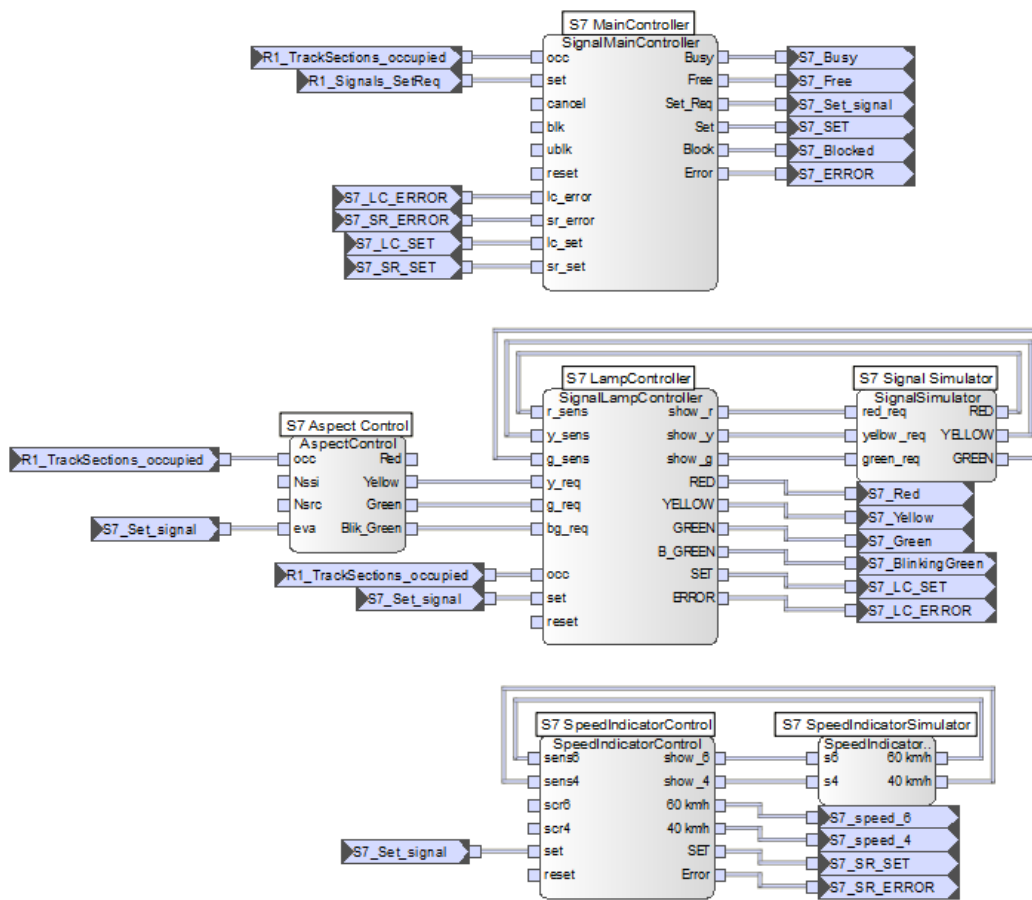 S7 MainController
SignalMainController
R1_TrackSections_occupied occ Busy S7_Busy
R1_Signals_SetReq set Free S7_Free
cancel Set_Req S7_Set_signal
blk Set S7_SET
ublk Block S7_Blocked
reset Error S7_ERROR
S7_LC_ERROR lc_error
S7_SR_ERROR sr_error
S7_LC_SET lc_set
S7_SR_SET sr_set
S7 LampController S7 Signal Simulator
SignalLampController SignalSimulator
r_sens show_r red_req RED
S7 Aspect Control y_sens show_y yellow_req YELLOW
AspectControl
R1_TrackSections_occupied occ Red g_sens show_g green_req GREEN
Nssi Yellow y_req RED S7_Red
Nsrc Green g_req YELLOW S7_Yellow
S7_Set_signal eva Blik_Green bg_req GREEN S7_Green
B_GREEN S7_BlinkingGreen
R1_TrackSections_occupied occ SET S7_LC_SET
S7_Set_signal set ERROR S7_LC_ERROR
reset
S7 SpeedIndicatorControl S7 SpeedIndicatorSimulator
SpeedIndicatorControl SpeedIndicator..
sens6 show_6 s6 60 km/h
sens4 show_4 s4 40 km/h
scr6 60 km/h S7_speed_6
scr4 40 km/h S7_speed_4
S7_Set_signal set SET S7_SR_SET
reset Error S7_SR_ERROR